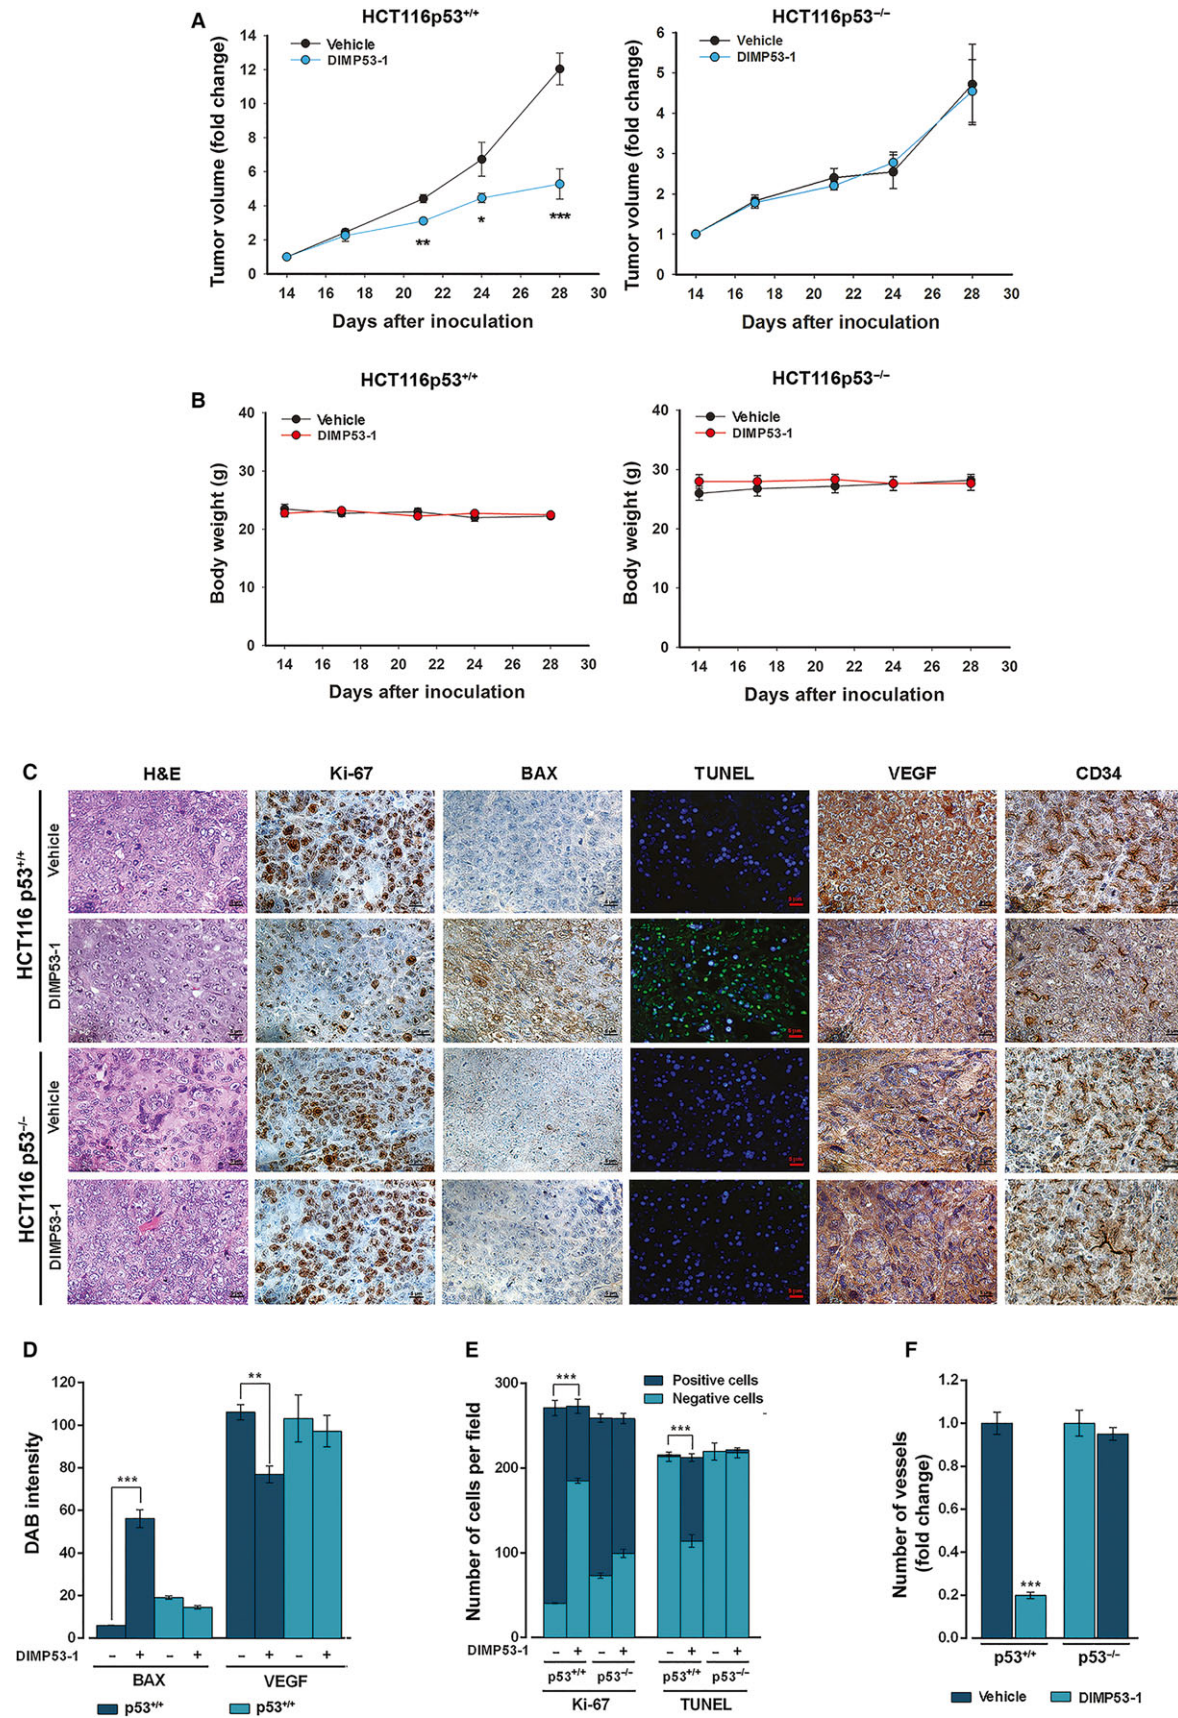 A
HCT116p53+/+
HCT116p53−/−
Vehicle
DIMP53-1
Vehicle
DIMP53-1
Tumor volume (fold change)
14
12
10
8
6
4
2
0
**
*
***
14 16 18 20 22 24 26 28 30
Days after inoculation
Tumor volume (fold change)
6
5
4
3
2
1
0
14 16 18 20 22 24 26 28 30
Days after inoculation
B
HCT116p53+/+
HCT116p53−/−
Vehicle
DIMP53-1
Vehicle
DIMP53-1
Body weight (g)
40
30
20
10
0
14 16 18 20 22 24 26 28 30
Days after inoculation
Body weight (g)
40
30
20
10
0
14 16 18 20 22 24 26 28 30
Days after inoculation
C
H&E Ki-67 BAX TUNEL VEGF CD34
HCT116 p53+/+
Vehicle
DIMP53-1
HCT116 p53−/−
Vehicle
DIMP53-1
5 µm
5 µm
5 µm
5 µm
D
DAB intensity
120
100
80
60
40
20
0
***
**
DIMP53-1 – + – + – + – +
BAX VEGF
p53+/+ p53+/+
E
Positive cells
Negative cells
Number of cells per field
300
200
100
0
***
***
DIMP53-1 – + – + – + – +
p53+/+ p53−/− p53+/+ p53−/−
Ki-67 TUNEL
F
Number of vessels
(fold change)
1.2
1.0
0.8
0.6
0.4
0.2
0.0
***
p53+/+ p53−/−
Vehicle DIMP53-1